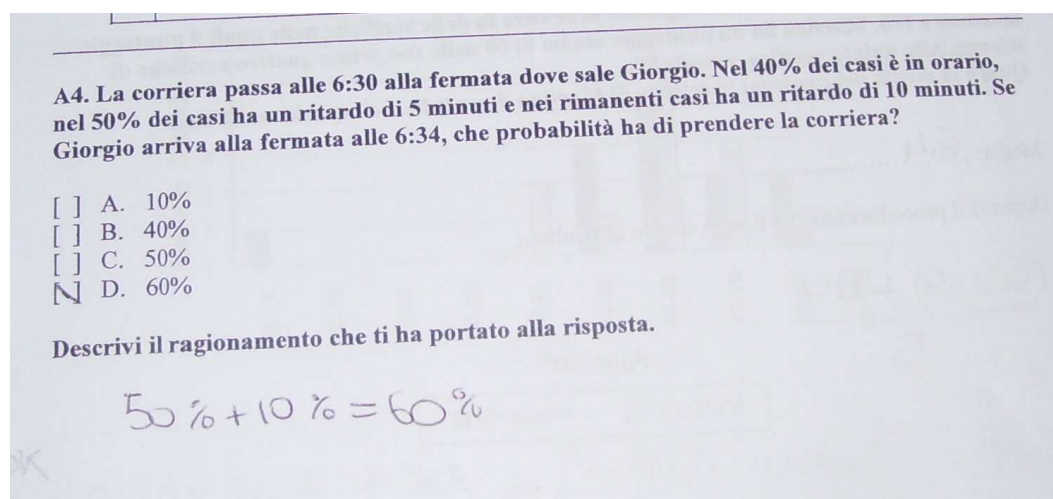 A4. La corriera passa alle 6:30 alla fermata dove sale Giorgio. Nel 40% dei casi è in orario,
nel 50% dei casi ha un ritardo di 5 minuti e nei rimanenti casi ha un ritardo di 10 minuti. Se
Giorgio arriva alla fermata alle 6:34, che probabilità ha di prendere la corriera?
[ ] A. 10%
[ ] B. 40%
[ ] C. 50%
[\] D. 60%
Descrivi il ragionamento che ti ha portato alla risposta.
50% + 10% = 60%
OK